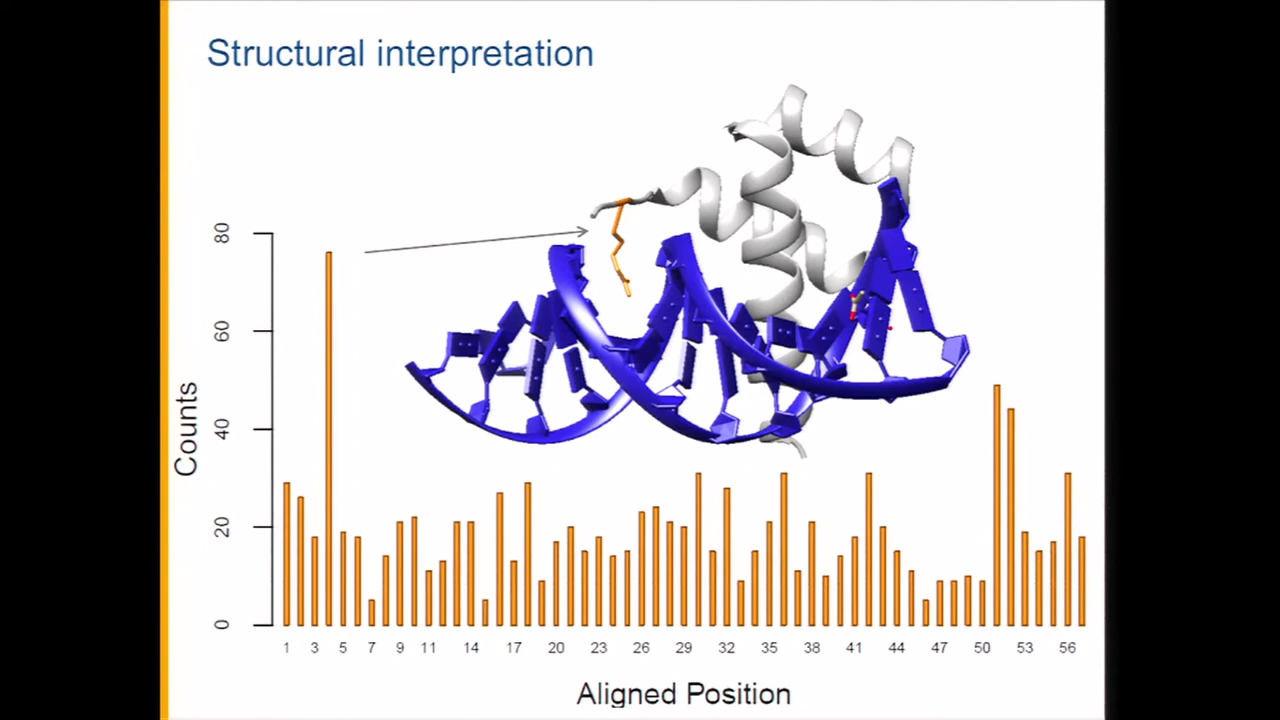 Structural interpretation
80
60
40
20
0
Counts
1 3 5 7 9 11 14 17 20 23 26 29 32 35 38 41 44 47 50 53 56
Aligned Position